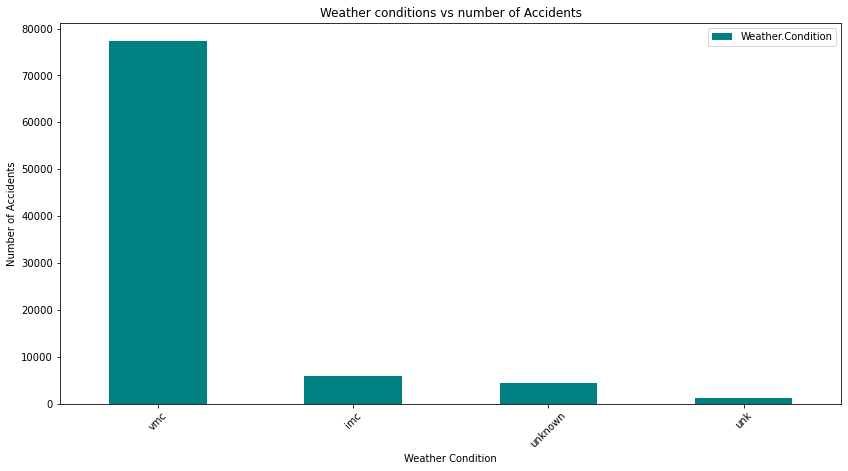 Weather conditions vs number of Accidents
Weather.Condition
Number of Accidents
80000
70000
60000
50000
40000
30000
20000
10000
0
vmc
imc
unknown
unk
Weather Condition